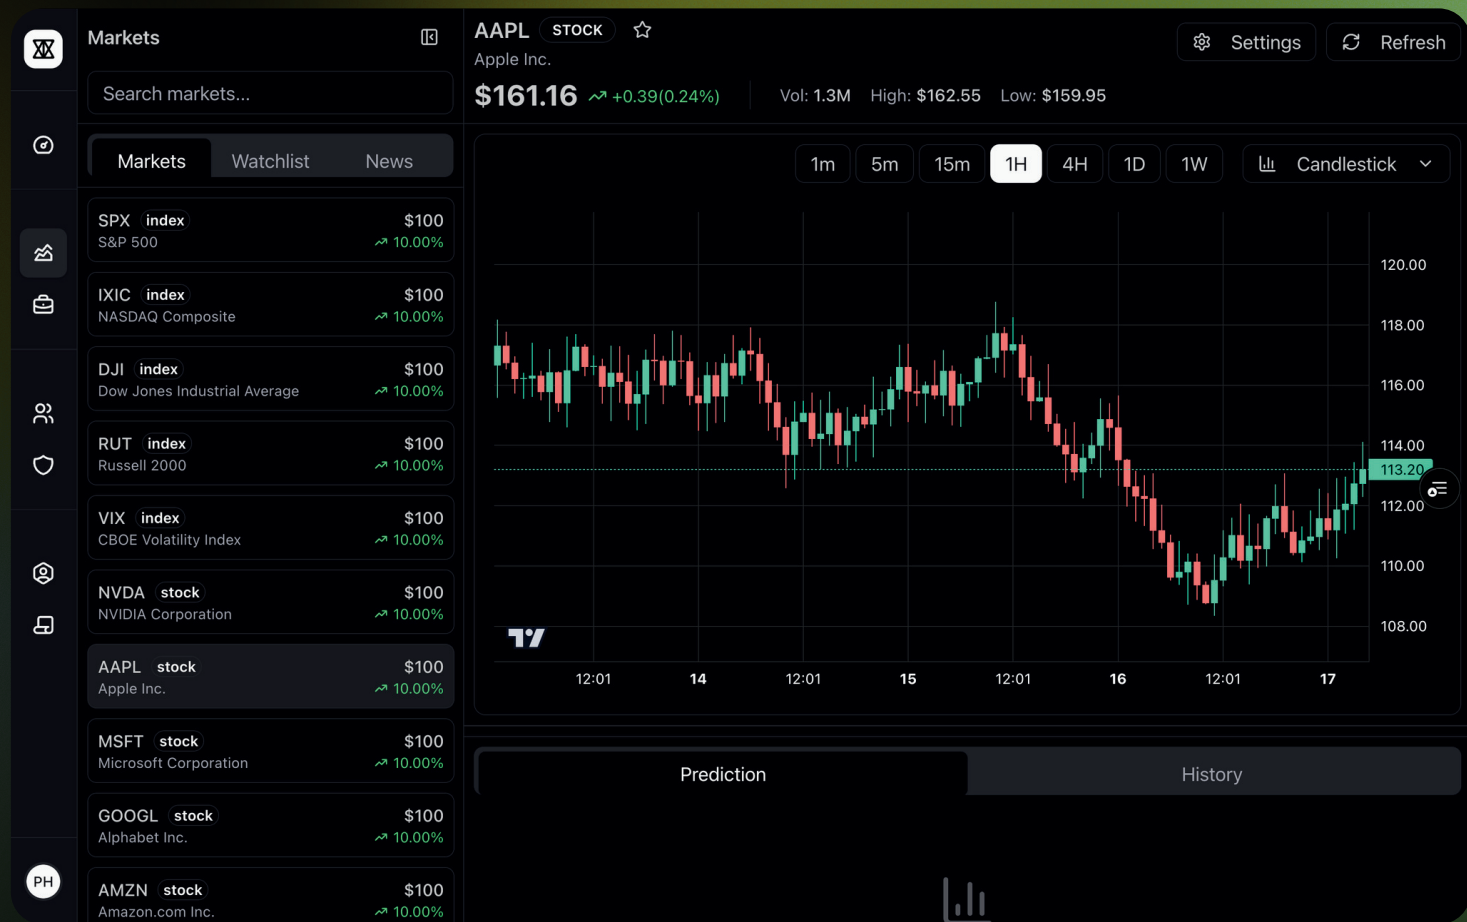 Markets
Search markets...
Markets Watchlist News
SPX index $100
S&P 500 10.00%
IXIC index $100
NASDAQ Composite 10.00%
DJI index $100
Dow Jones Industrial Average 10.00%
RUT index $100
Russell 2000 10.00%
VIX index $100
CBOE Volatility Index 10.00%
NVDA stock $100
NVIDIA Corporation 10.00%
AAPL stock $100
Apple Inc. 10.00%
MSFT stock $100
Microsoft Corporation 10.00%
GOOGL stock $100
Alphabet Inc. 10.00%
AMZN stock $100
Amazon.com Inc. 10.00%
PH
AAPL STOCK
Apple Inc.
$161.16 +0.39(0.24%) Vol: 1.3M High: $162.55 Low: $159.95
Settings Refresh
1m 5m 15m 1H 4H 1D 1W Candlestick
120.00
118.00
116.00
114.00
113.20
112.00
110.00
108.00
12:01 14 12:01 15 12:01 16 12:01 17
Prediction History